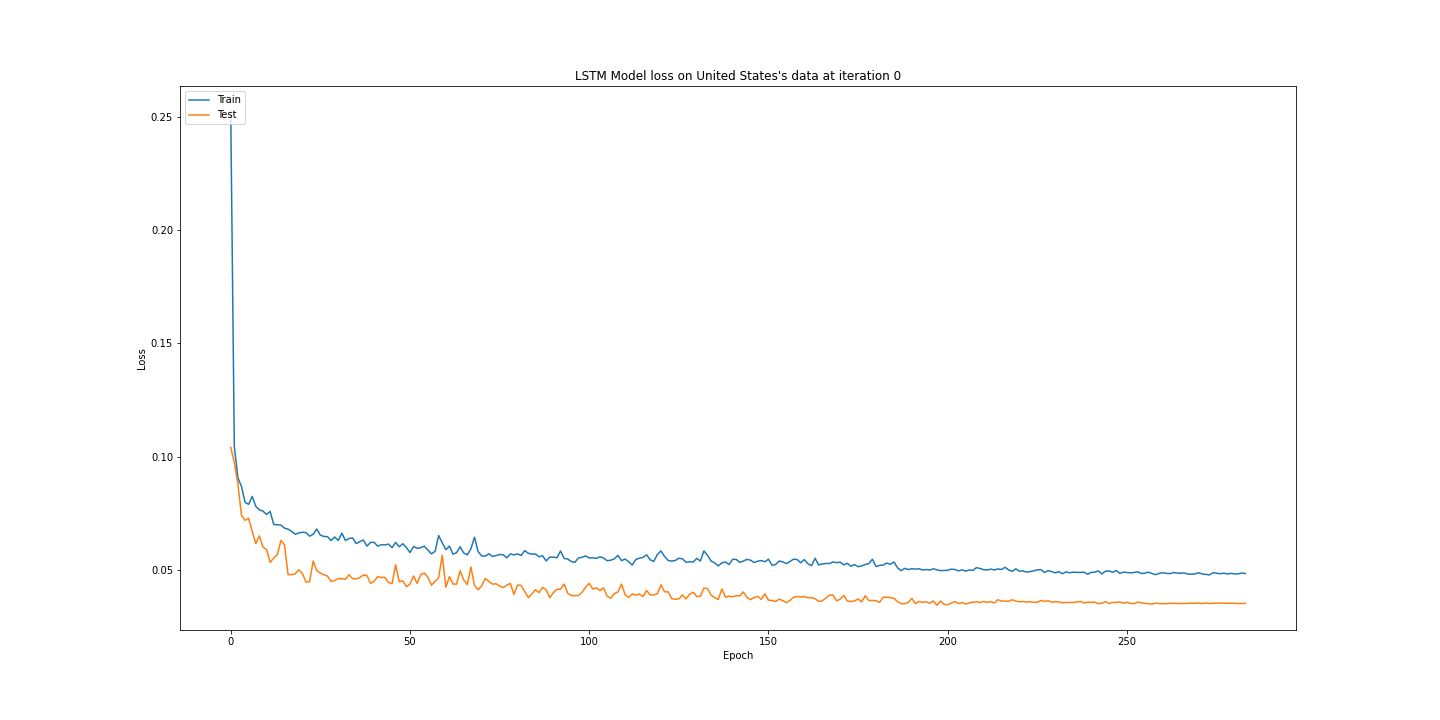 LSTM Model loss on United States's data at iteration 0
Train
Test
0.25
0.20
0.15
0.10
0.05
Loss
0 50 100 150 200 250
Epoch